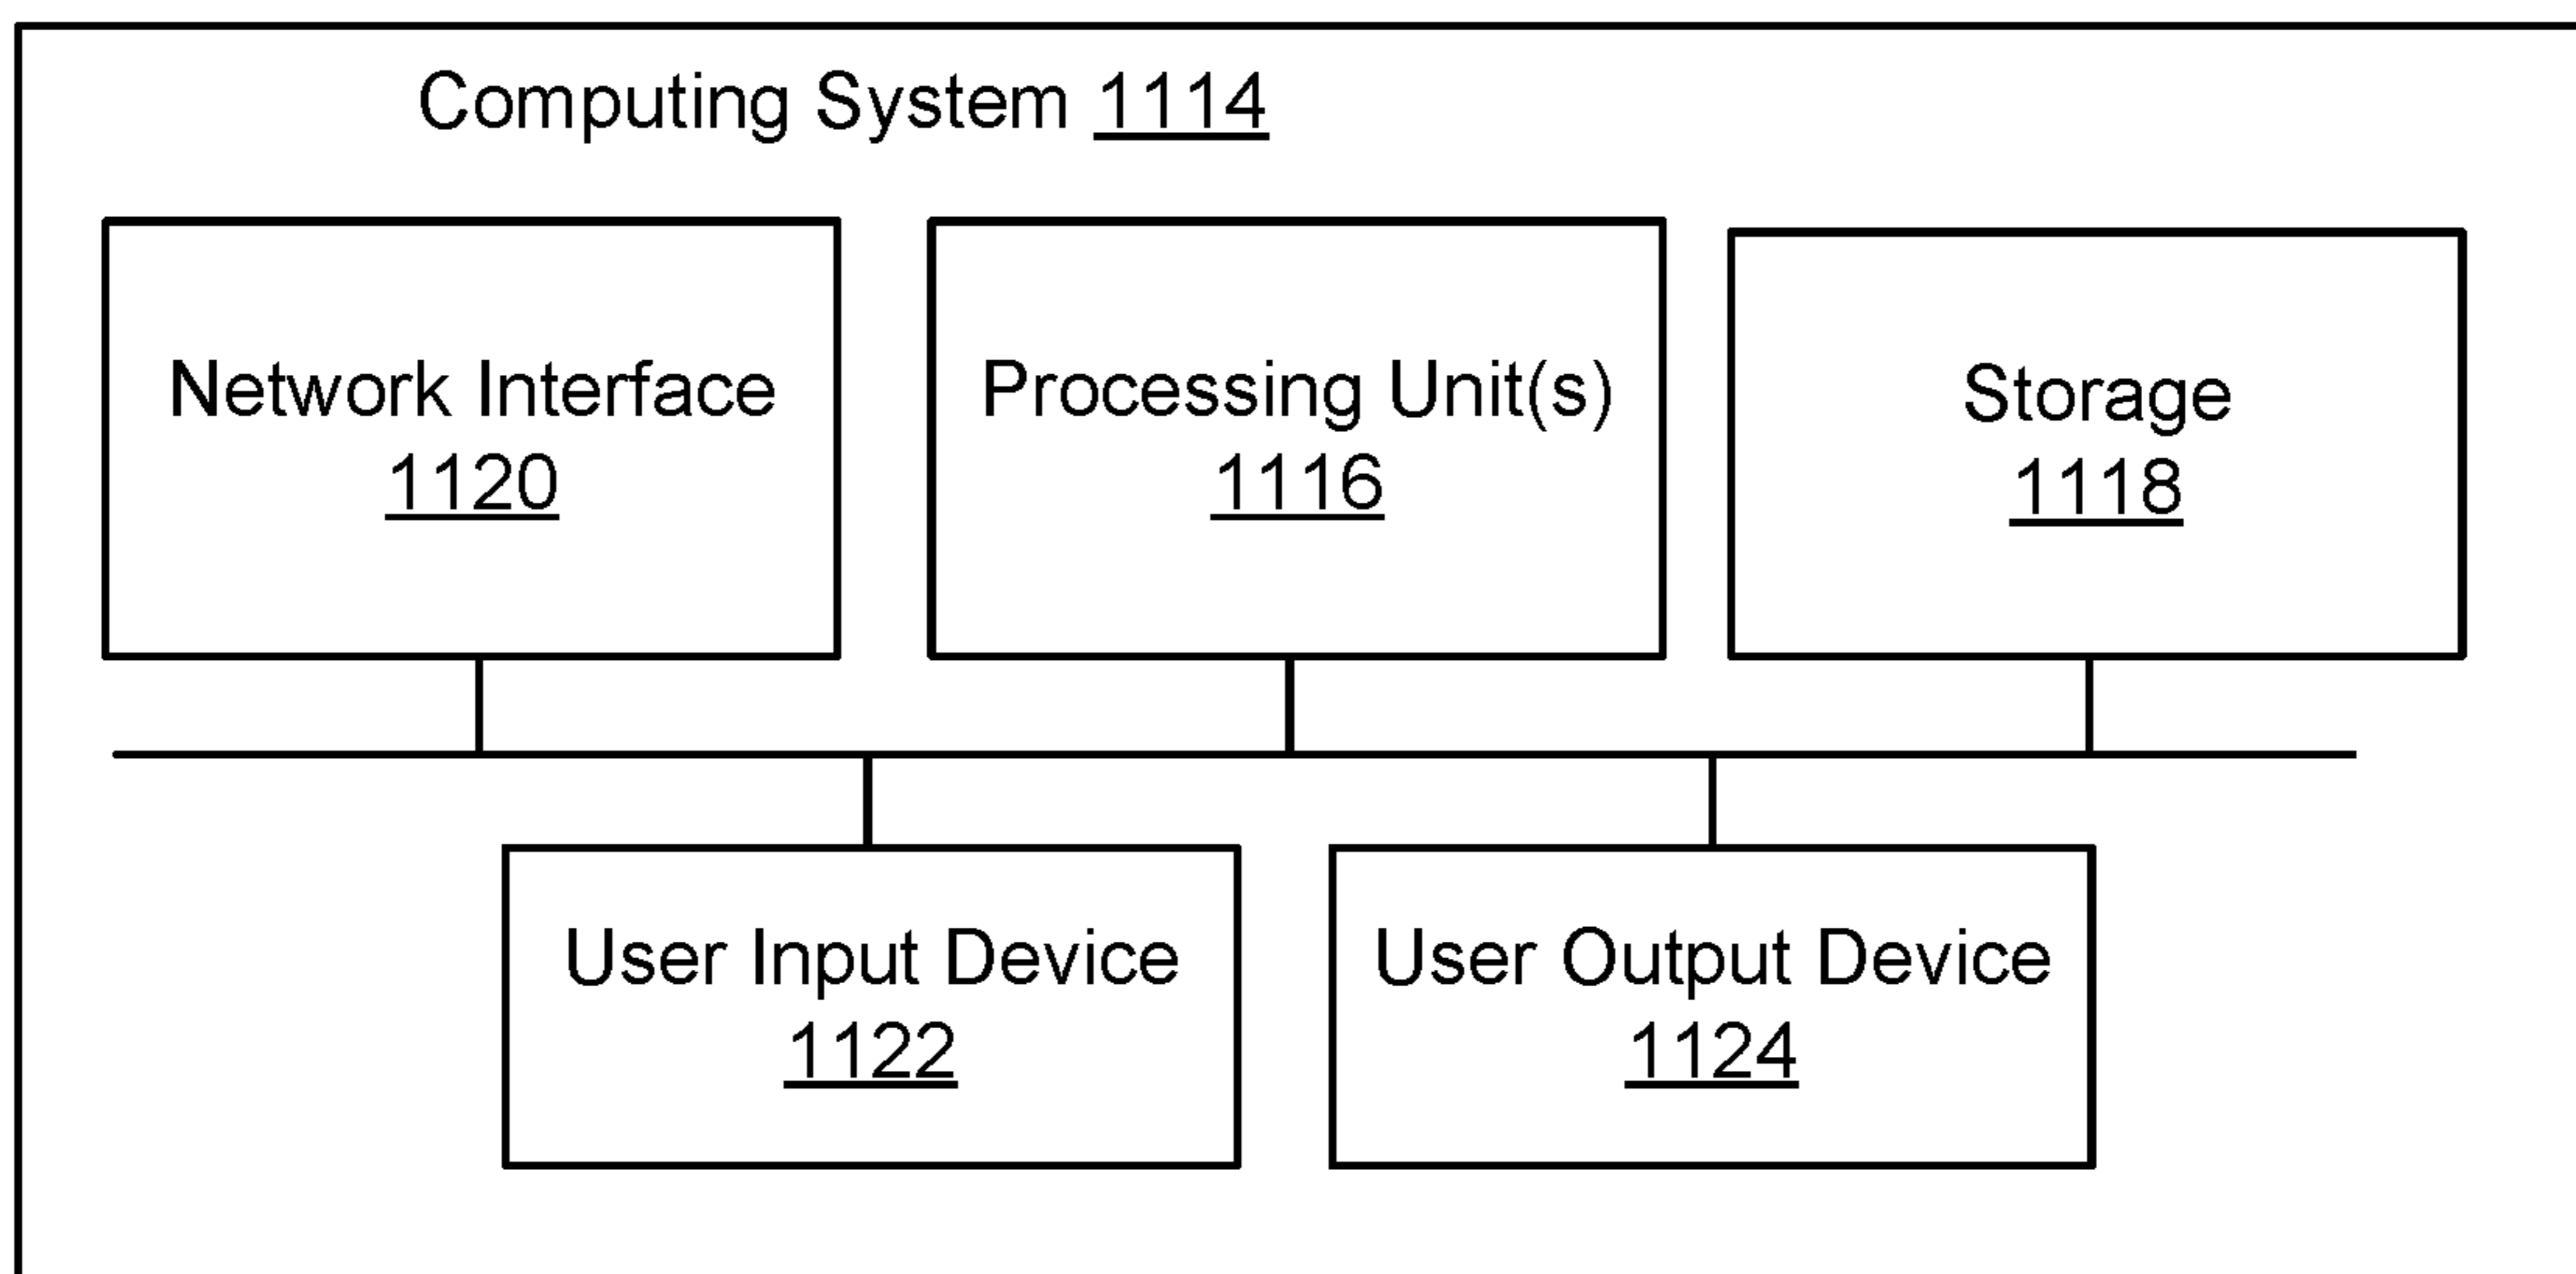 Computing System 1114
Network Interface
1120
Processing Unit(s)
1116
Storage
1118
User Input Device
1122
User Output Device
1124